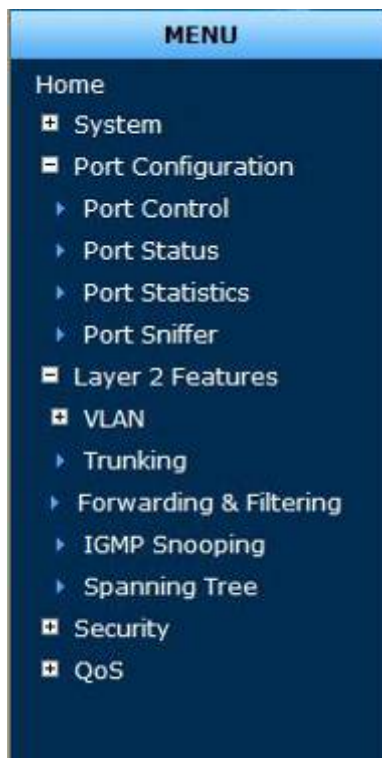 MENU
Home
System
Port Configuration
Port Control
Port Status
Port Statistics
Port Sniffer
Layer 2 Features
VLAN
Trunking
Forwarding & Filtering
IGMP Snooping
Spanning Tree
Security
QoS